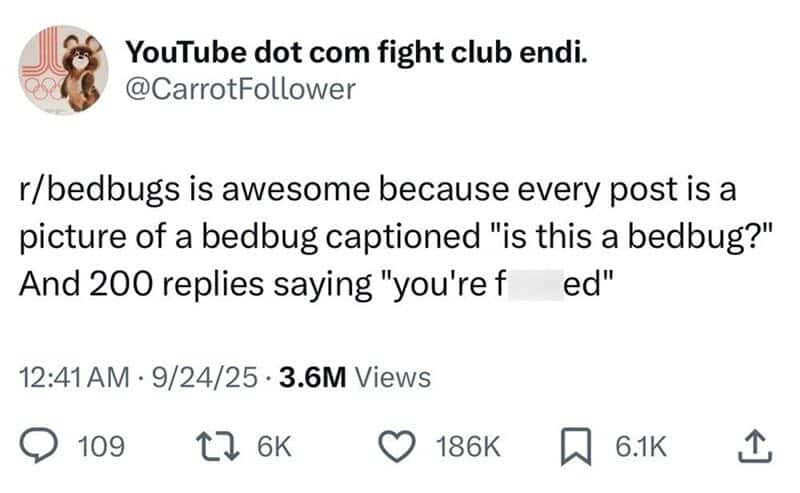 YouTube dot com fight club endi.
@CarrotFollower
r/bedbugs is awesome because every post is a
picture of a bedbug captioned "is this a bedbug?"
And 200 replies saying "you're f ed"
12:41 AM · 9/24/25 · 3.6M Views
109 6K 186K 6.1K